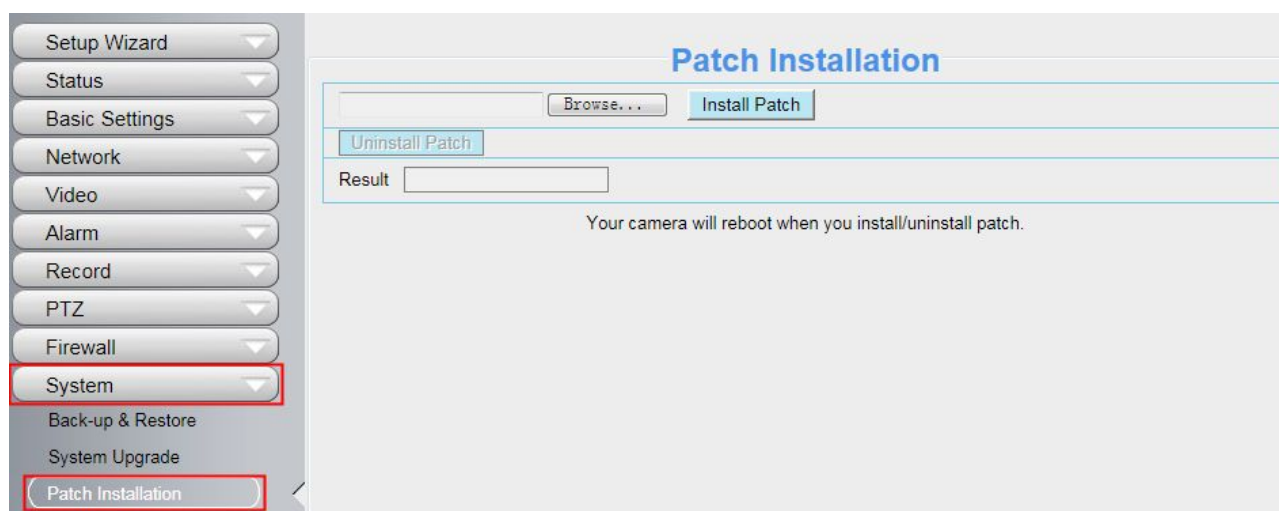 Setup Wizard
Status
Basic Settings
Network
Video
Alarm
Record
PTZ
Firewall
System
Back-up & Restore
System Upgrade
Patch Installation
Patch Installation
Browse... Install Patch
Uninstall Patch
Result
Your camera will reboot when you install/uninstall patch.